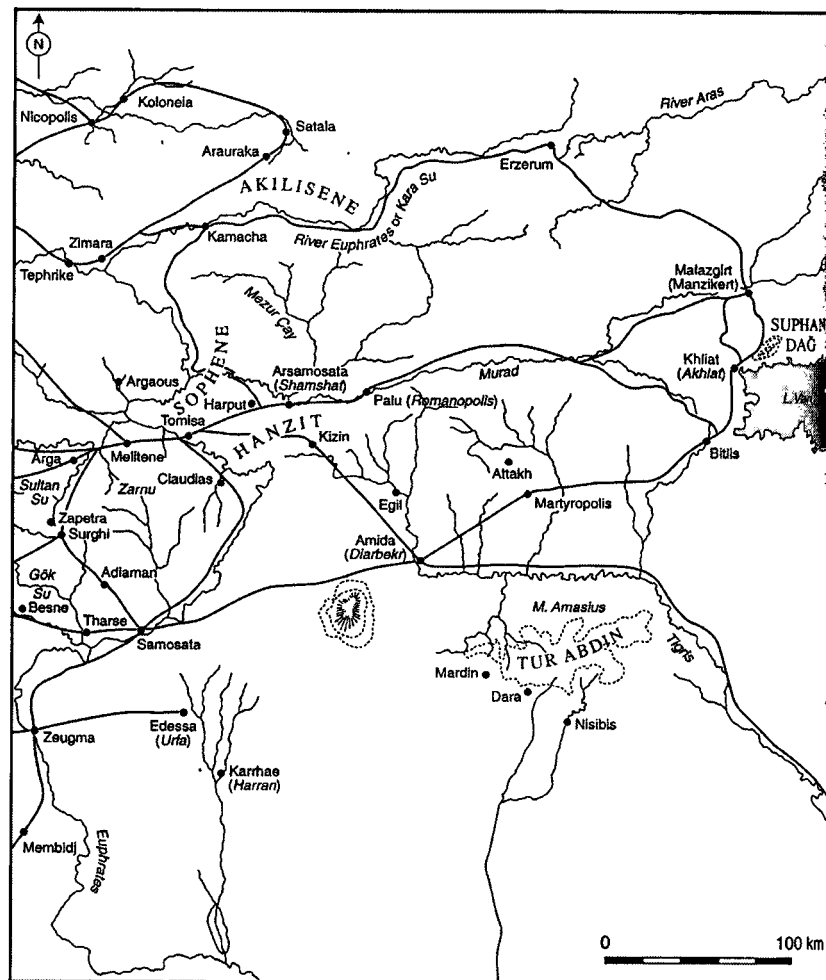 N
Koloneia
Nicopolis
Satala
River Aras
Arauraka
Erzerum
AKILISENE
River Euphrates or Kara Su
Kamacha
Zimara
Tephrike
Mezur Çay
Malazgirt
(Manzikert)
SUPHAN
DAĞ
SOPHENE
Argaous
Arsamosata
(Shamshat)
Murad
Khliat
(Akhlat)
Harput
Palu (Romanopolis)
Tomisa
HANZIT
Kizin
Melitene
Bitlis
Arga
Claudias
Attakh
Sultan
Su
Zarnu
Egil
Martyropolis
Zapetra
Surghi
Amida
(Diarbekr)
Gök
Su
Adiaman
Besne
Tharse
Samosata
M. Amasius
TUR ABDIN
Tigris
Mardin
Dara
Edessa
(Urfa)
Nisibis
Zeugma
Karrhae
(Harran)
Membidj
Euphrates
0
100 km